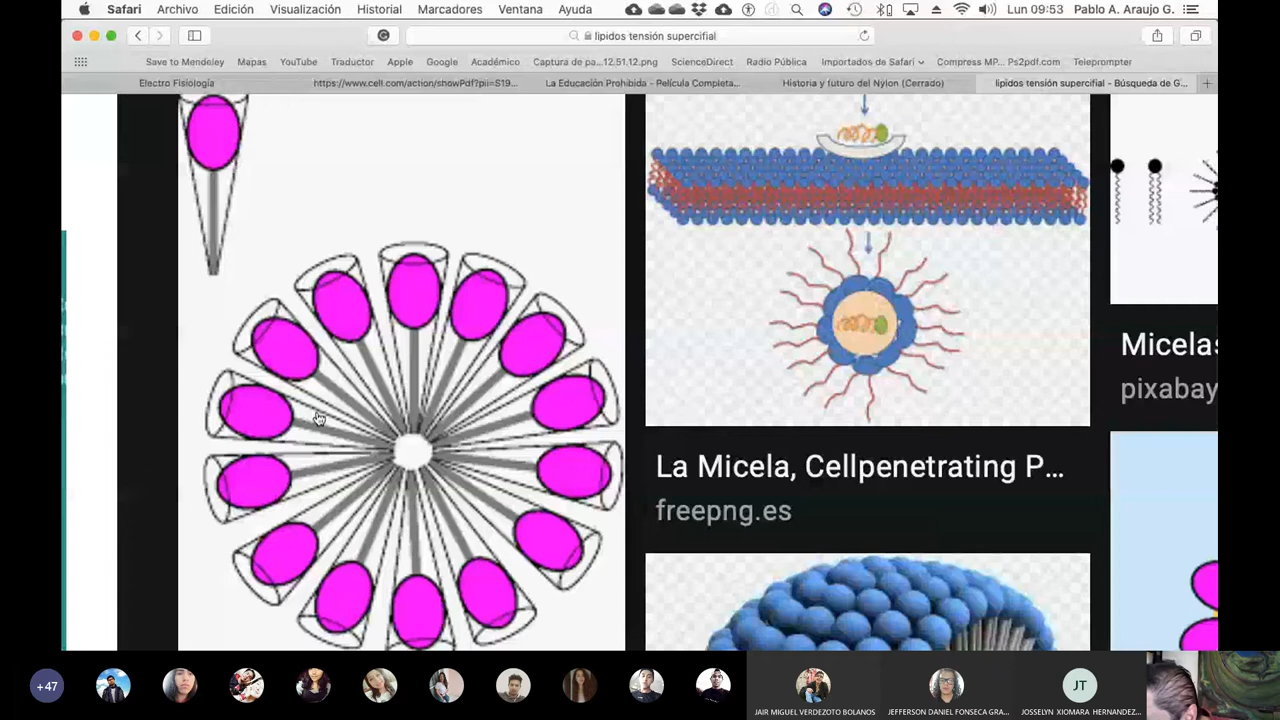 Safari Archivo Edición Visualización Historial Marcadores Ventana Ayuda Lun 09:53 Pablo A. Araujo G.
lipidos tensión supercifial
Save to Mendeley Mapas YouTube Traductor Apple Google Académico Captura de pa...12.51.12.png ScienceDirect Radio Pública Importados de Safari Compress MP... Ps2pdf.com Teleprompter
Electro Fisiología https://www.cell.com/action/showPdf?pii=S19... La Educación Prohibida - Película Completa... Historia y futuro del Nylon (Cerrado) lipidos tensión supercifial - Búsqueda de G...
Micelas
pixabay
La Micela, Cellpenetrating P...
freepng.es
+47
JT
JAIR MIGUEL VERDEZOTO BOLANOS JEFFERSON DANIEL FONSECA GRA... JOSSELYN XIOMARA HERNANDEZ...